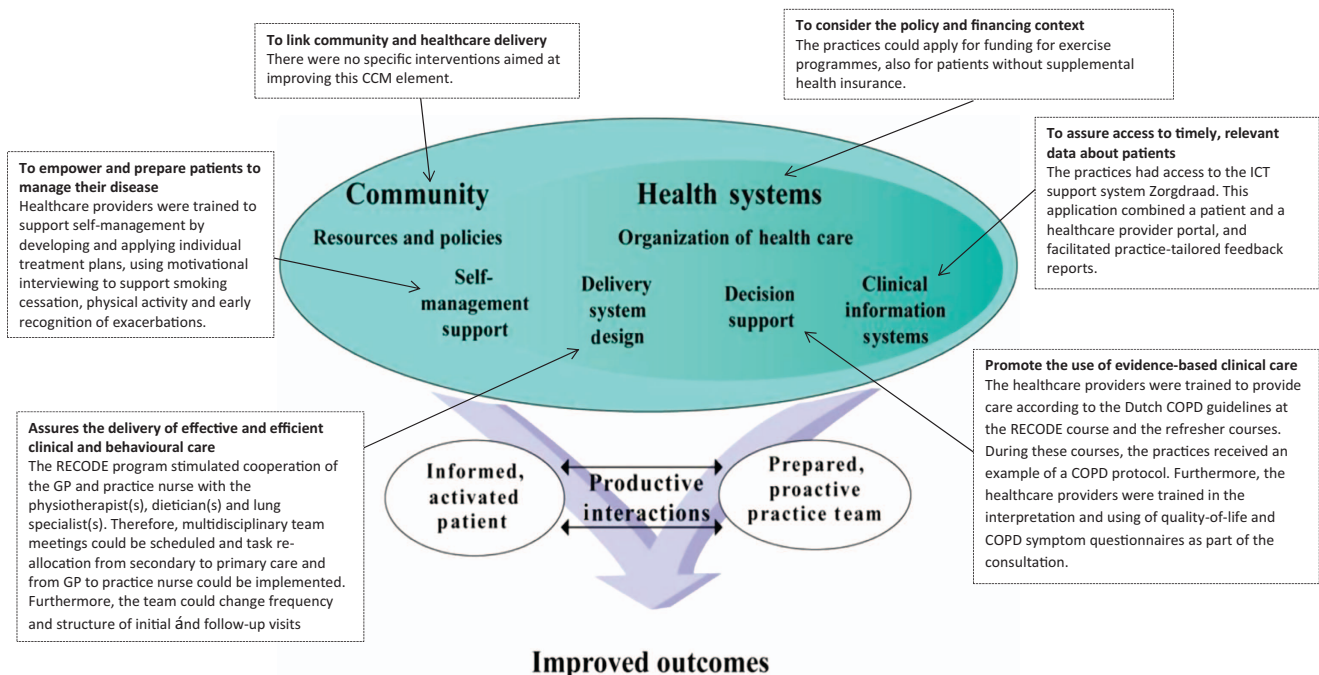 To link community and healthcare delivery
There were no specific interventions aimed at
improving this CCM element.
To consider the policy and financing context
The practices could apply for funding for exercise
programmes, also for patients without supplemental
health insurance.
To empower and prepare patients to
manage their disease
Healthcare providers were trained to
support self-management by
developing and applying individual
treatment plans, using motivational
interviewing to support smoking
cessation, physical activity and early
recognition of exacerbations.
To assure access to timely, relevant
data about patients
The practices had access to the ICT
support system Zorgdraad. This
application combined a patient and a
healthcare provider portal, and
facilitated practice-tailored feedback
reports.
Community
Resources and policies
Health systems
Organization of health care
Self-
management
support
Delivery
system
design
Decision
support
Clinical
information
systems
Assures the delivery of effective and efficient
clinical and behavioural care
The RECODE program stimulated cooperation of
the GP and practice nurse with the
physiotherapist(s), dietician(s) and lung
specialist(s). Therefore, multidisciplinary team
meetings could be scheduled and task re-
allocation from secondary to primary care and
from GP to practice nurse could be implemented.
Furthermore, the team could change frequency
and structure of initial ánd follow-up visits
Promote the use of evidence-based clinical care
The healthcare providers were trained to provide
care according to the Dutch COPD guidelines at
the RECODE course and the refresher courses.
During these courses, the practices received an
example of a COPD protocol. Furthermore, the
healthcare providers were trained in the
interpretation and using of quality-of-life and
COPD symptom questionnaires as part of the
consultation.
Informed,
activated
patient
Productive
interactions
Prepared,
proactive
practice team
Improved outcomes